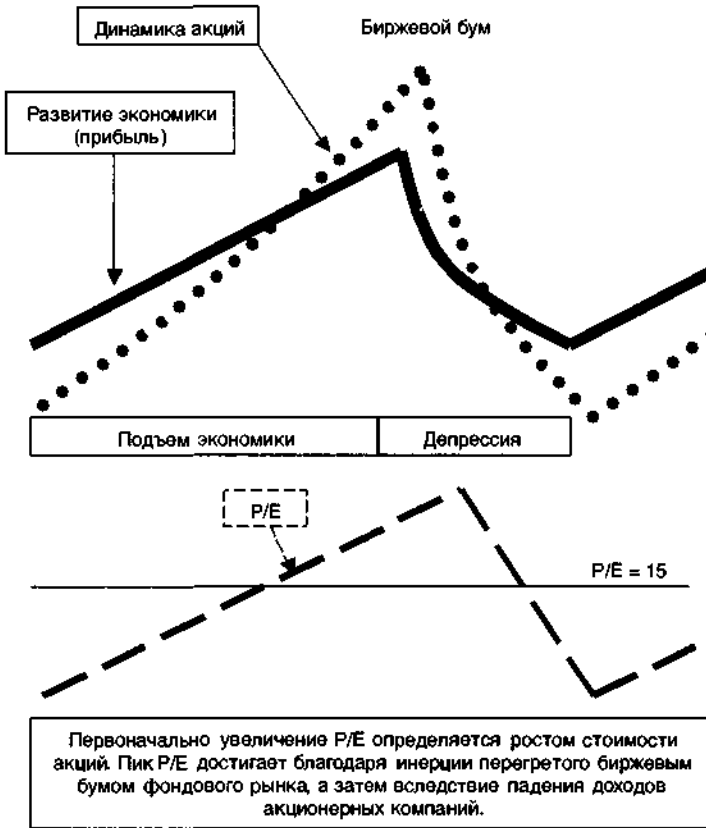 Динамика акций
Биржевой бум
Развитие экономики
(прибыль)
Подъем экономики
Депрессия
P/E
P/E = 15
Первоначально увеличение P/E определяется ростом стоимости
акций. Пик P/E достигает благодаря инерции перегретого биржевым
бумом фондового рынка, а затем вследствие падения доходов
акционерных компаний.